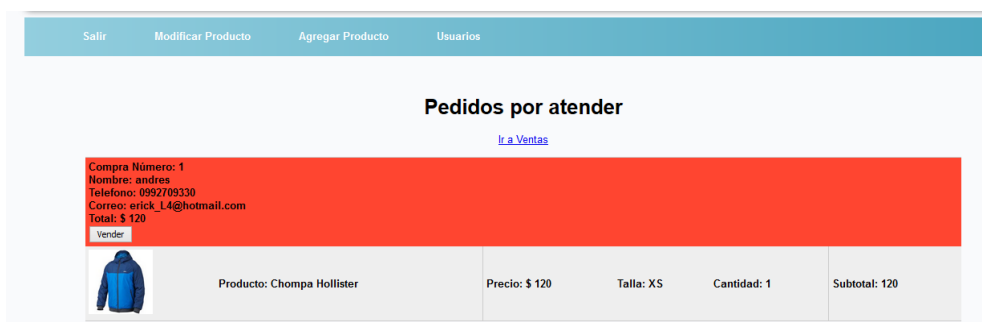 Salir Modificar Producto Agregar Producto Usuarios
Pedidos por atender
Ir a Ventas
Compra Número: 1
Nombre: andres
Telefono: 0992709330
Correo: erick_L4@hotmail.com
Total: $ 120
Vender
Producto: Chompa Hollister Precio: $ 120 Talla: XS Cantidad: 1 Subtotal: 120